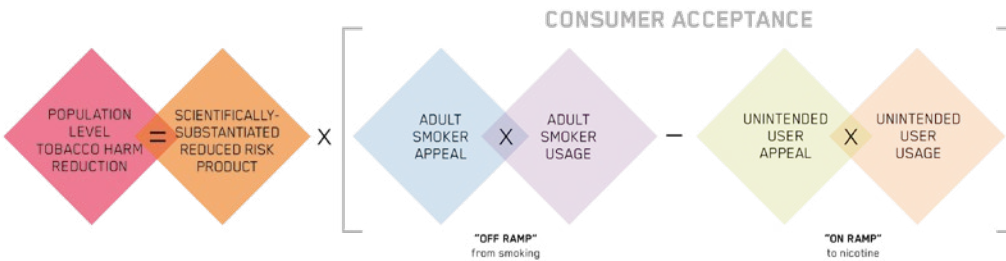 CONSUMER ACCEPTANCE
POPULATION
LEVEL
TOBACCO HARM
REDUCTION
=
SCIENTIFICALLY-
SUBSTANTIATED
REDUCED RISK
PRODUCT
X
ADULT
SMOKER
APPEAL
X
ADULT
SMOKER
USAGE
—
UNINTENDED
USER
APPEAL
X
UNINTENDED
USER
USAGE
"OFF RAMP"
from smoking
"ON RAMP"
to nicotine